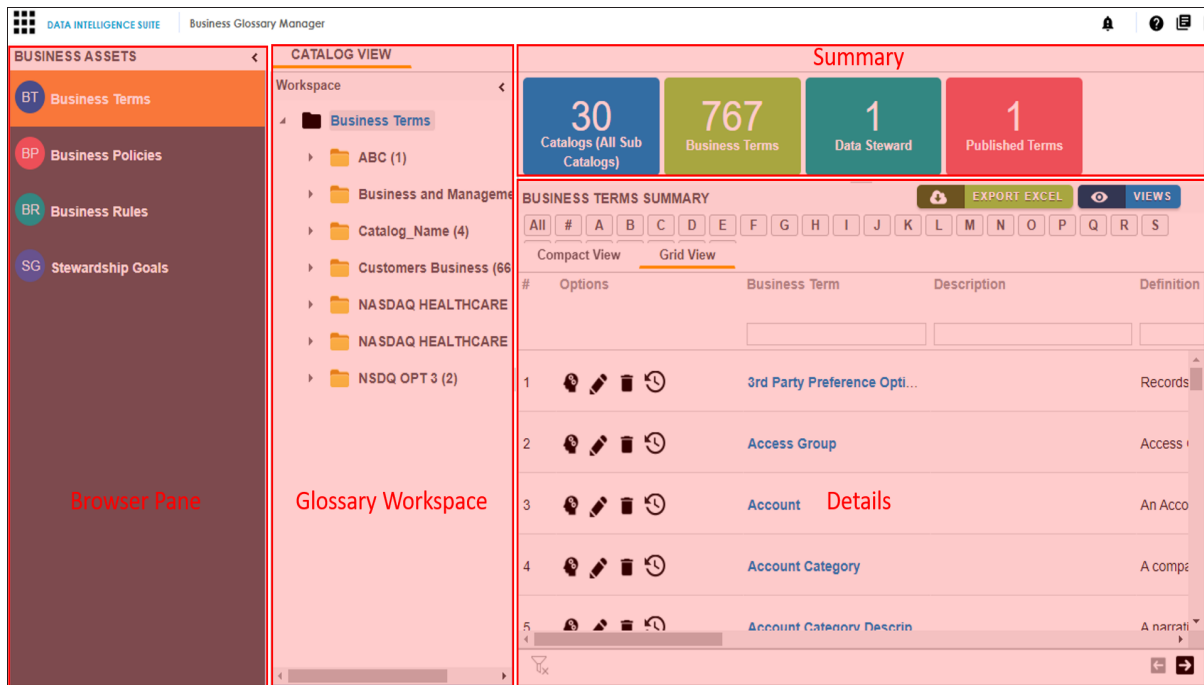 DATA INTELLIGENCE SUITE
Business Glossary Manager
BUSINESS ASSETS
BT Business Terms
BP Business Policies
BR Business Rules
SG Stewardship Goals
Browser Pane
CATALOG VIEW
Workspace
Business Terms
ABC (1)
Business and Manageme
Catalog_Name (4)
Customers Business (66
NASDAQ HEALTHCARE
NASDAQ HEALTHCARE
NSDQ OPT 3 (2)
Glossary Workspace
Summary
30
Catalogs (All Sub
Catalogs)
767
Business Terms
1
Data Steward
1
Published Terms
BUSINESS TERMS SUMMARY
EXPORT EXCEL
VIEWS
All # A B C D E F G H I J K L M N O P Q R S
Compact View Grid View
# Options Business Term Description Definition
1 3rd Party Preference Opti... Records
2 Access Group Access
3 Account An Acco
Details
4 Account Category A compa
5 Account Category Descrip A narrati